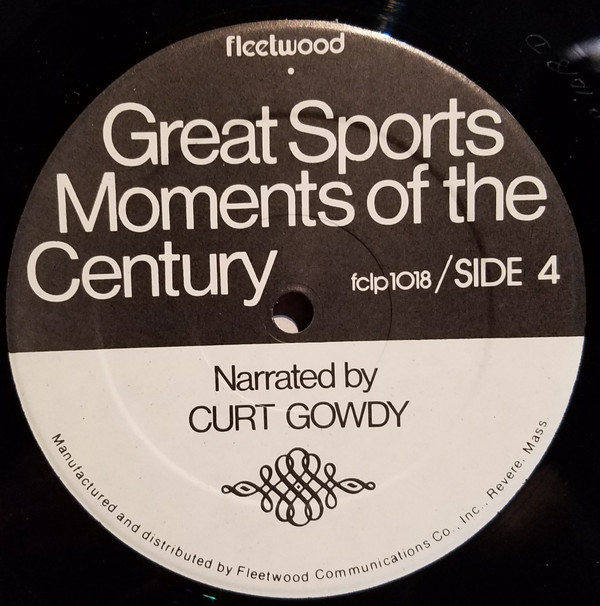 fleetwood
Great Sports
Moments of the
Century
fclp1018/SIDE 4
Narrated by
CURT GOWDY
Manufactured and distributed by Fleetwood Communications Co., Inc., Revere, Mass.